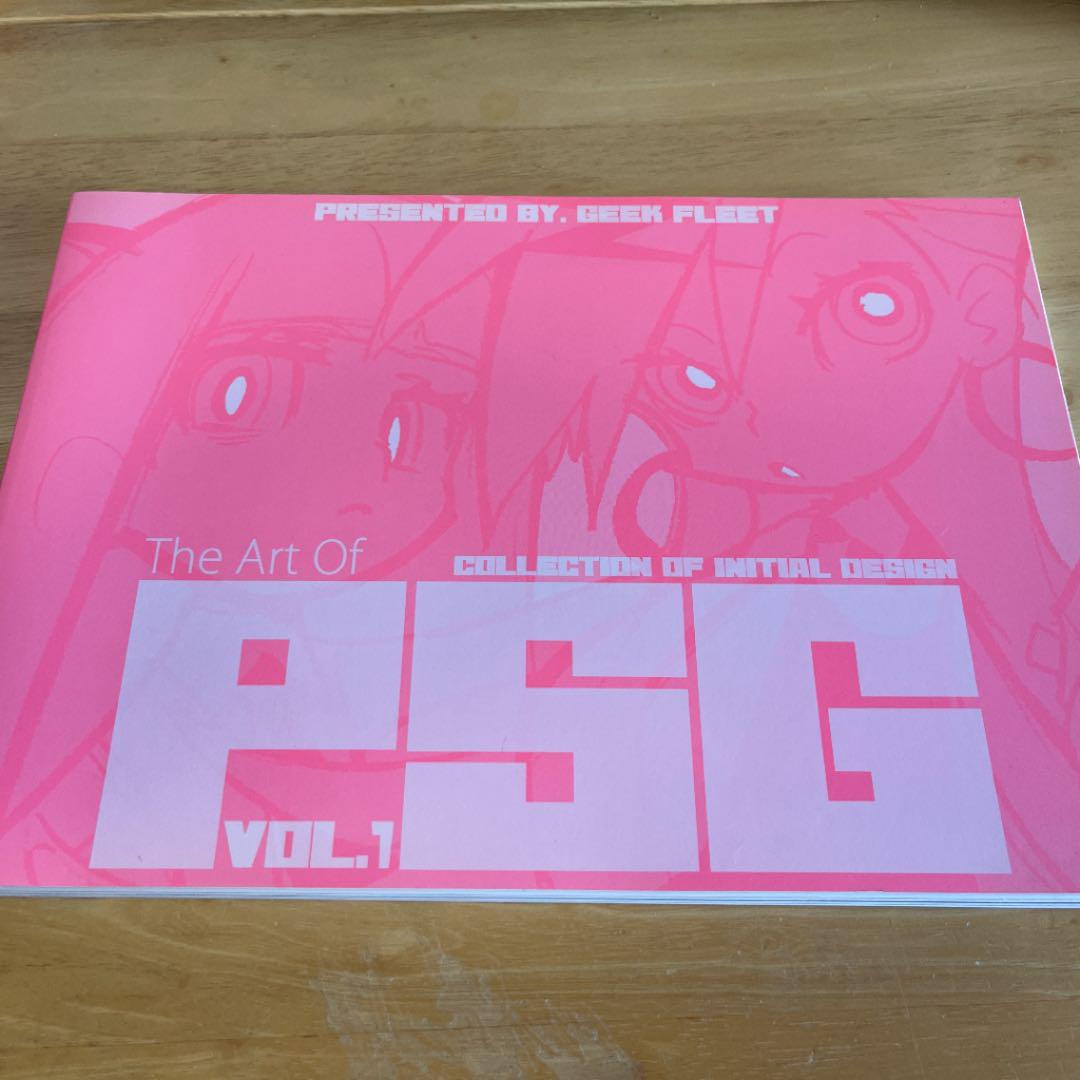 PRESENTED BY. GEEK FLEET
The Art Of
COLLECTION OF INITIAL DESIGN
PSG
VOL.1